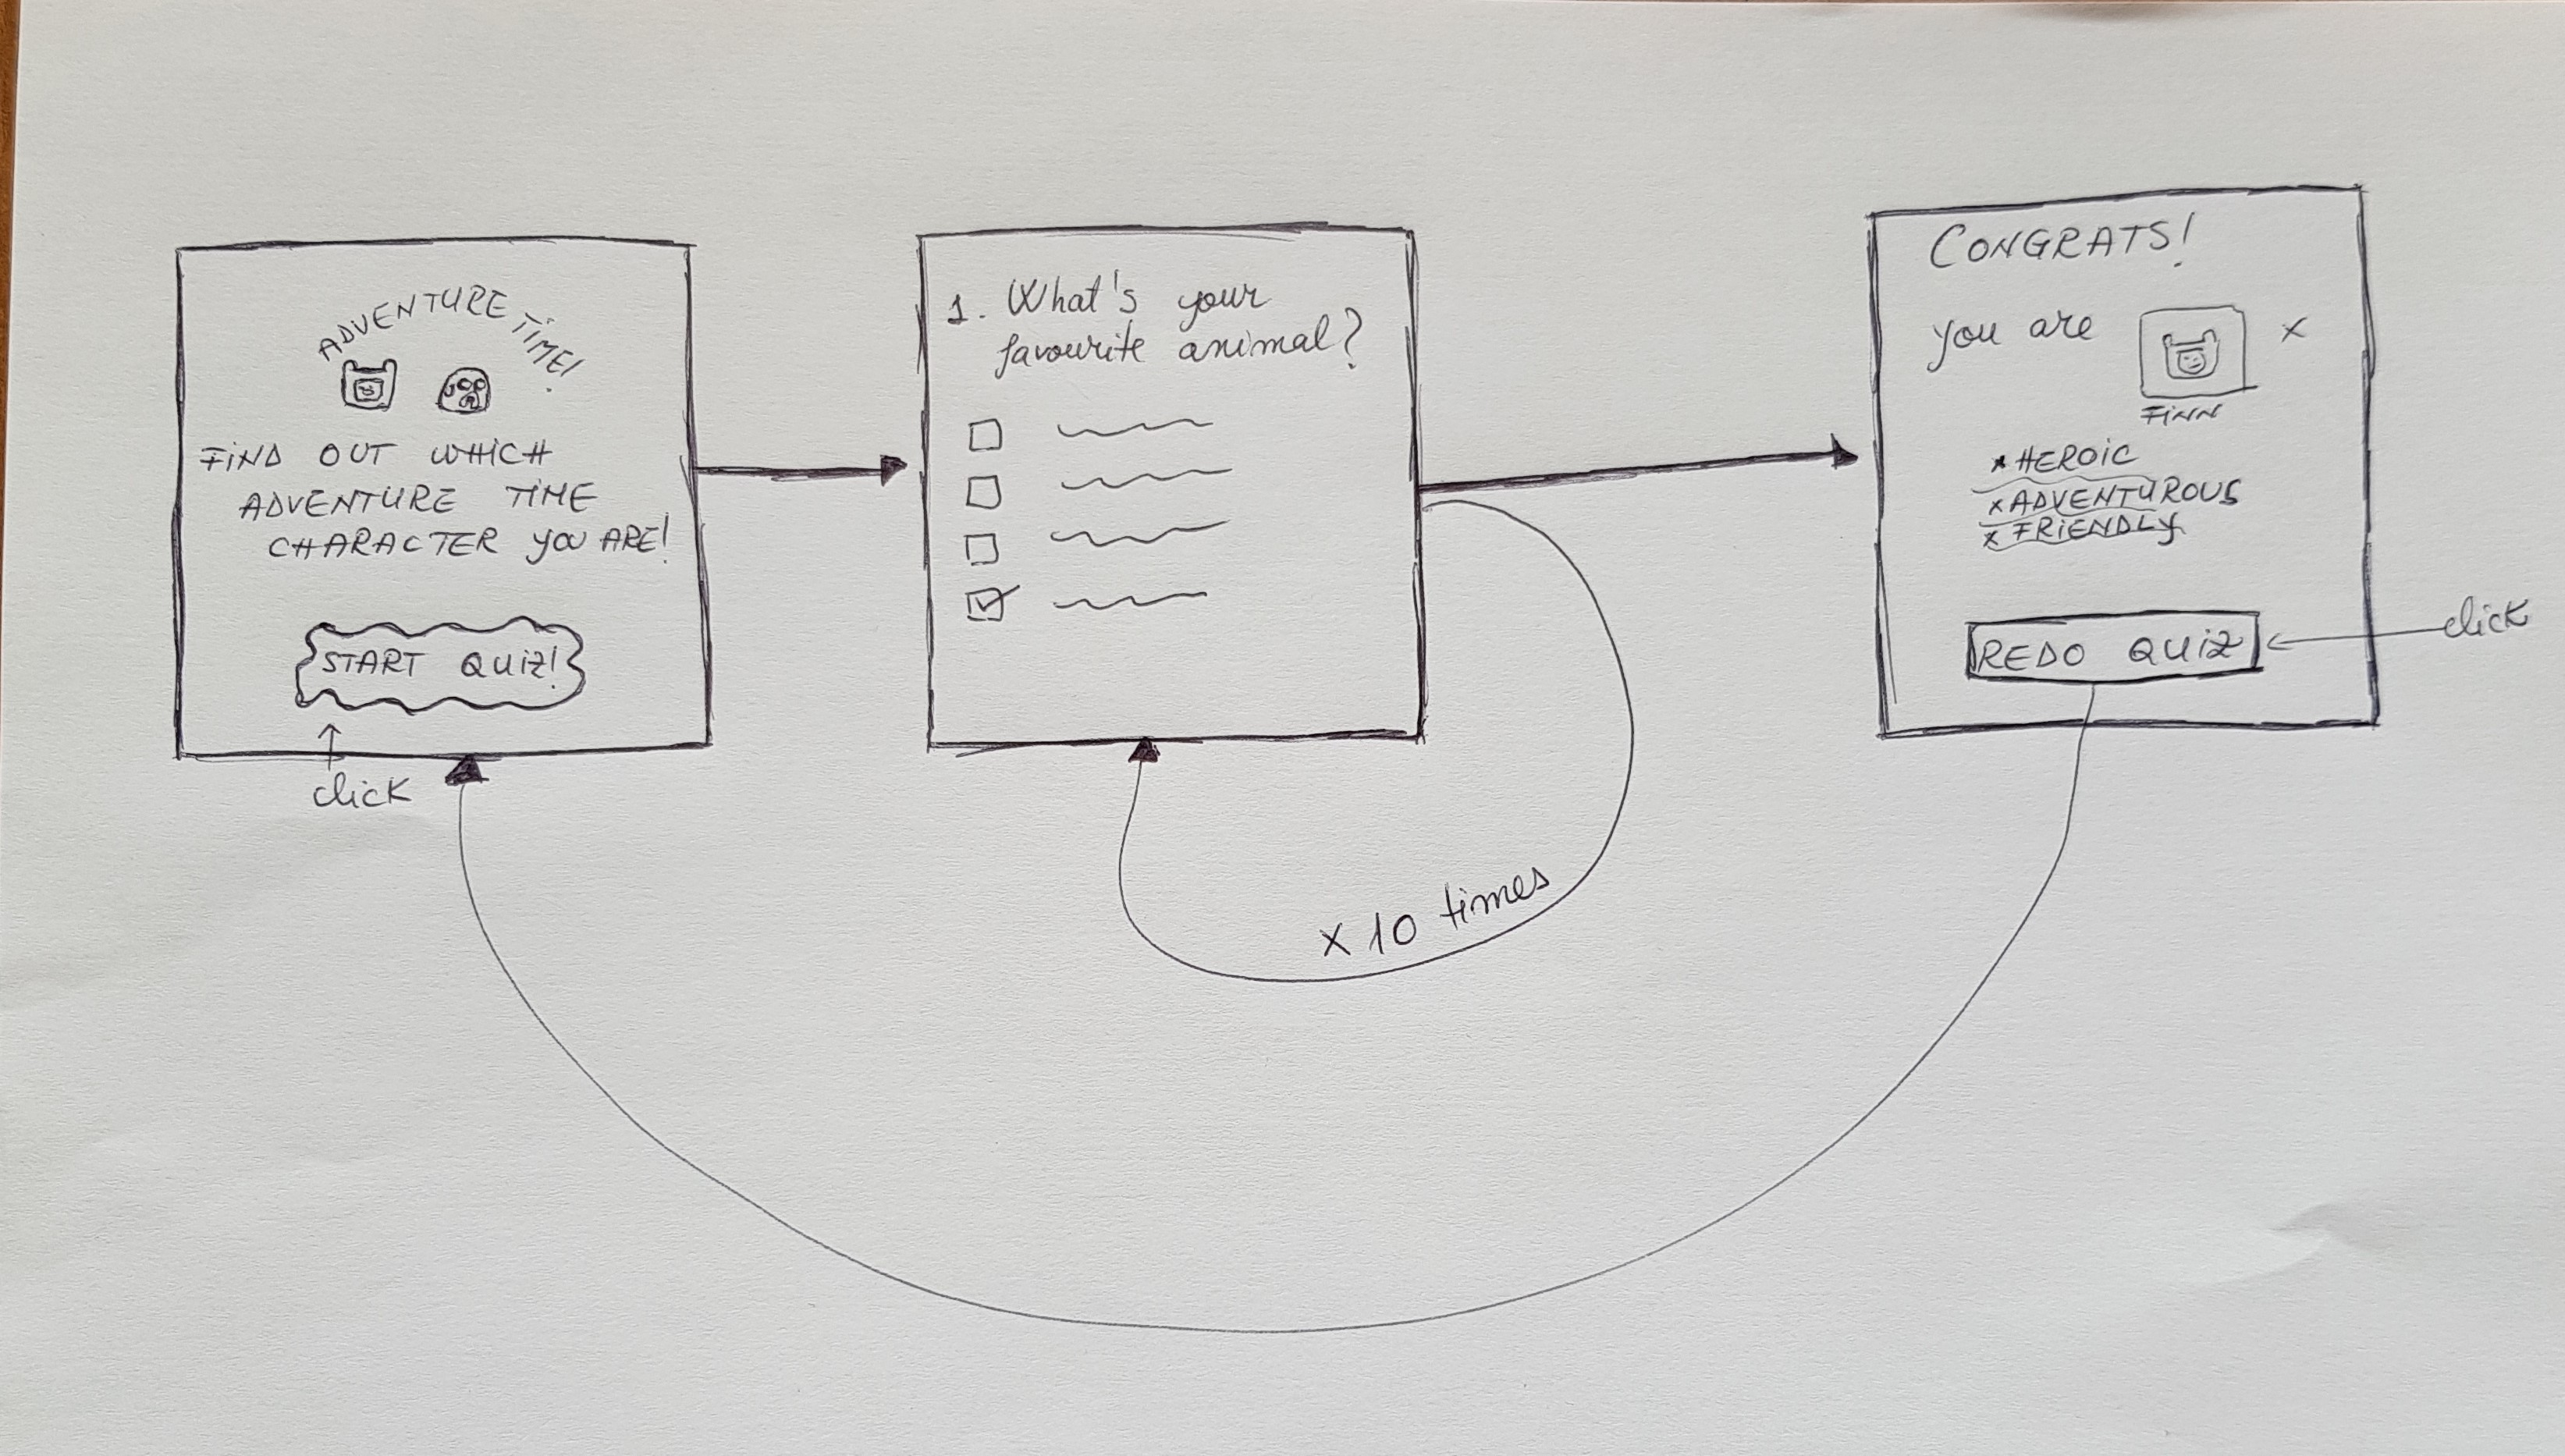 ADVENTURE TIME!
FIND OUT WHICH
ADVENTURE TIME
CHARACTER YOU ARE!
START QUIZ!
click
1. What's your
favourite animal?
x 10 times
CONGRATS!
you are
x
FINN
x HEROIC
x ADVENTUROUS
x FRIENDLY
REDO QUIZ
click